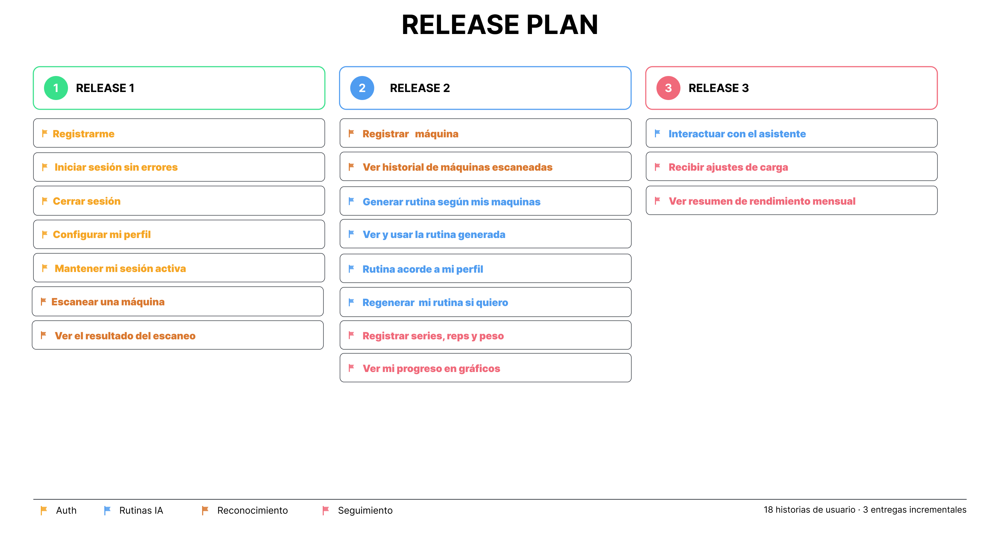 RELEASE PLAN
1 RELEASE 1
Registrarme
Iniciar sesión sin errores
Cerrar sesión
Configurar mi perfil
Mantener mi sesión activa
Escanear una máquina
Ver el resultado del escaneo
2 RELEASE 2
Registrar máquina
Ver historial de máquinas escaneadas
Generar rutina según mis maquinas
Ver y usar la rutina generada
Rutina acorde a mi perfil
Regenerar mi rutina si quiero
Registrar series, reps y peso
Ver mi progreso en gráficos
3 RELEASE 3
Interactuar con el asistente
Recibir ajustes de carga
Ver resumen de rendimiento mensual
Auth Rutinas IA Reconocimiento Seguimiento
18 historias de usuario · 3 entregas incrementales